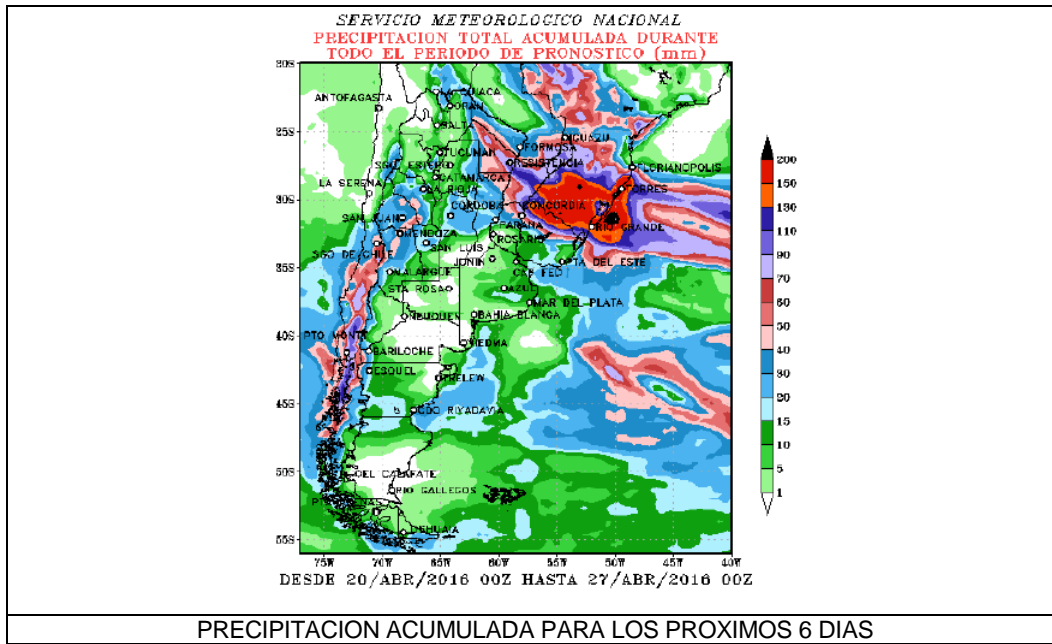 SERVICIO METEOROLOGICO NACIONAL
PRECIPITACION TOTAL ACUMULADA DURANTE
TODO EL PERIODO DE PRONOSTICO (mm)
LA QUIACA
ANTOFAGASTA
ORAN
SALTA
25S
IGUAZU
TUCUMAN
FORMOSA
SGO. ESTERO
RESISTENCIA
FLORIANOPOLIS
CATAMARCA
LA SERENA
LA RIOJA
TORRES
30S
CORDOBA
CONCORDIA
SAN JUAN
PARANA
RIO GRANDE
MENDOZA
ROSARIO
SAN LUIS
SGO DE CHILE
JUNIN
PTA DEL ESTE
35S
MALARGUE
STA ROSA
AZUL
MAR DEL PLATA
NEUQUEN
BAHIA BLANCA
PTO MONTT
40S
VIEDMA
BARILOCHE
ESQUEL
TRELEW
45S
CDO RIVADAVIA
50S
DEL CALAFATE
RIO GALLEGOS
USHUAIA
55S
75W 70W 65W 60W 55W 50W 45W 40W
200
150
130
110
90
70
60
50
40
30
20
15
10
5
1
DESDE 20/ABR/2016 00Z HASTA 27/ABR/2016 00Z
PRECIPITACION ACUMULADA PARA LOS PROXIMOS 6 DIAS